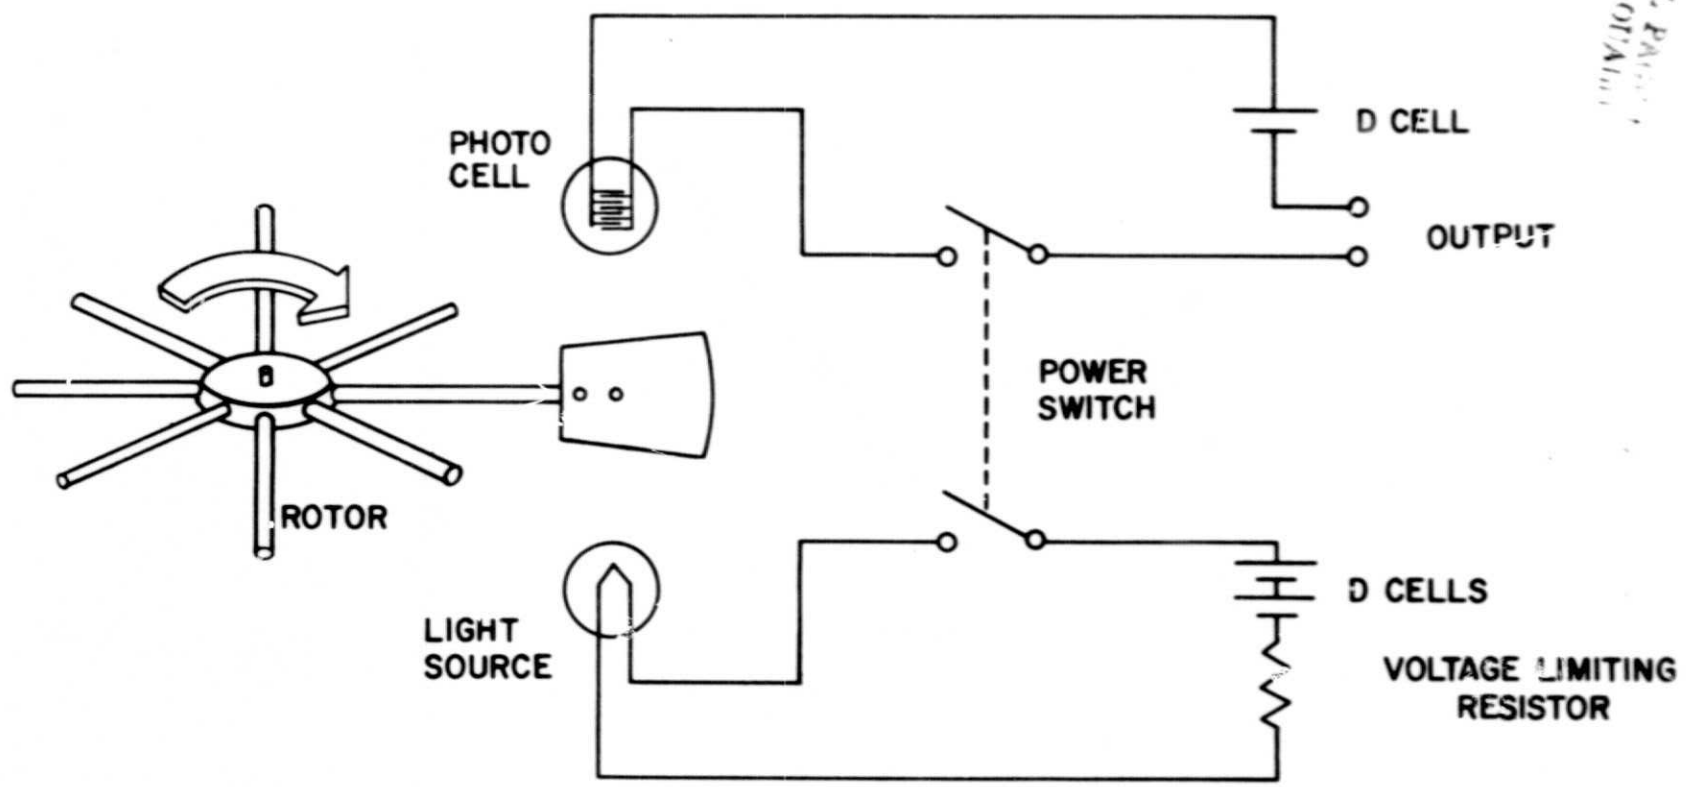 PHOTO
CELL
D CELL
OUTPUT
POWER
SWITCH
ROTOR
LIGHT
SOURCE
D CELLS
VOLTAGE LIMITING
RESISTOR